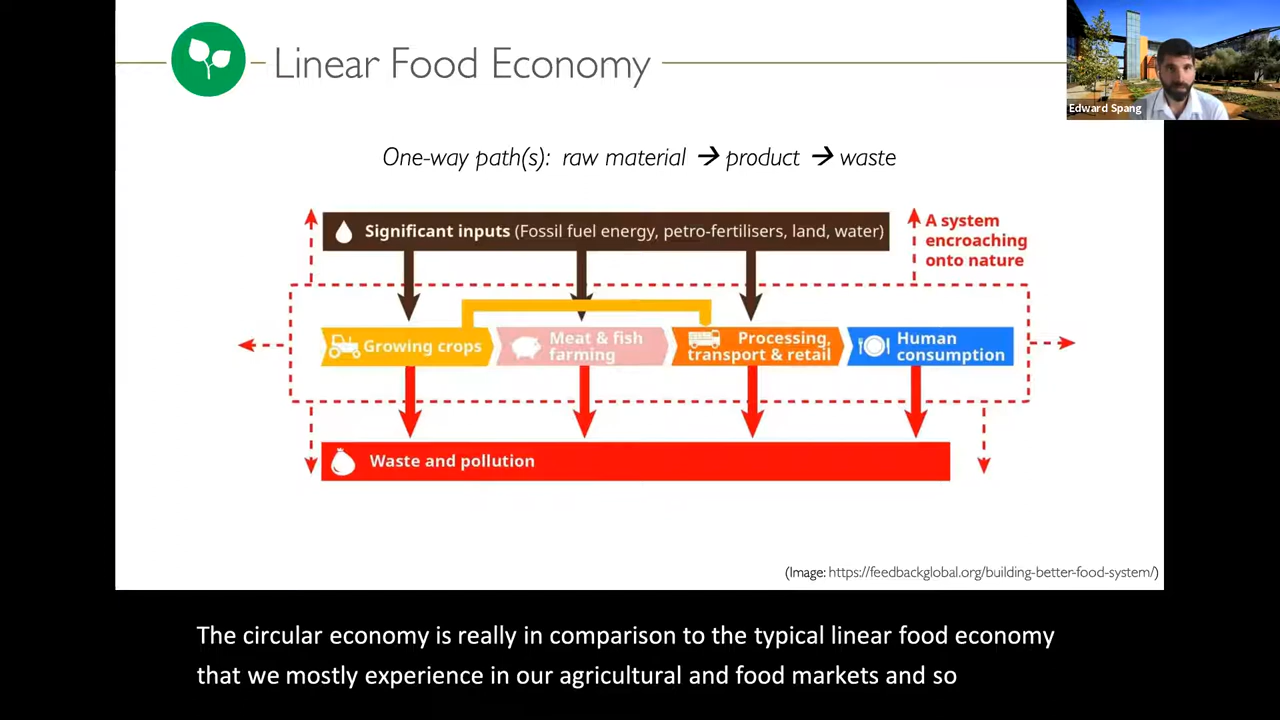 Linear Food Economy
Edward Spang
One-way path(s): raw material → product → waste
Significant inputs (Fossil fuel energy, petro-fertilisers, land, water)
A system
encroaching
onto nature
Growing crops
Meat & fish
farming
Processing,
transport & retail
Human
consumption
Waste and pollution
(Image: https://feedbackglobal.org/building-better-food-system/)
The circular economy is really in comparison to the typical linear food economy
that we mostly experience in our agricultural and food markets and so